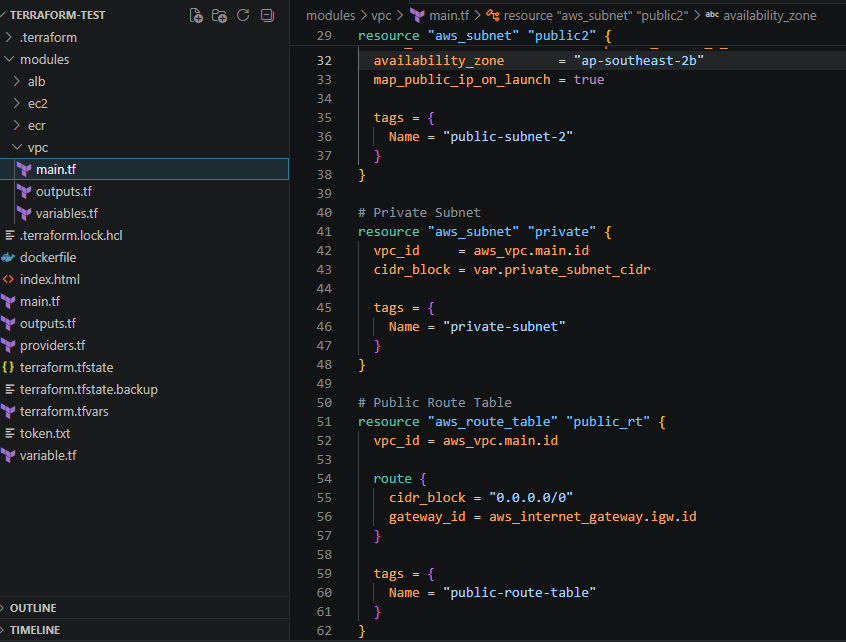 TERRAFORM-TEST
.terraform
modules
alb
ec2
ecr
vpc
main.tf
outputs.tf
variables.tf
.terraform.lock.hcl
dockerfile
index.html
main.tf
outputs.tf
providers.tf
terraform.tfstate
terraform.tfstate.backup
terraform.tfvars
token.txt
variable.tf
OUTLINE
TIMELINE
modules > vpc > main.tf > resource "aws_subnet" "public2" > abc availability_zone
29 resource "aws_subnet" "public2" {
32 availability_zone       = "ap-southeast-2b"
33 map_public_ip_on_launch = true
34
35 tags = {
36 Name = "public-subnet-2"
37 }
38 }
39
40 # Private Subnet
41 resource "aws_subnet" "private" {
42 vpc_id     = aws_vpc.main.id
43 cidr_block = var.private_subnet_cidr
44
45 tags = {
46 Name = "private-subnet"
47 }
48 }
49
50 # Public Route Table
51 resource "aws_route_table" "public_rt" {
52 vpc_id = aws_vpc.main.id
53
54 route {
55 cidr_block = "0.0.0.0/0"
56 gateway_id = aws_internet_gateway.igw.id
57 }
58
59 tags = {
60 Name = "public-route-table"
61 }
62 }